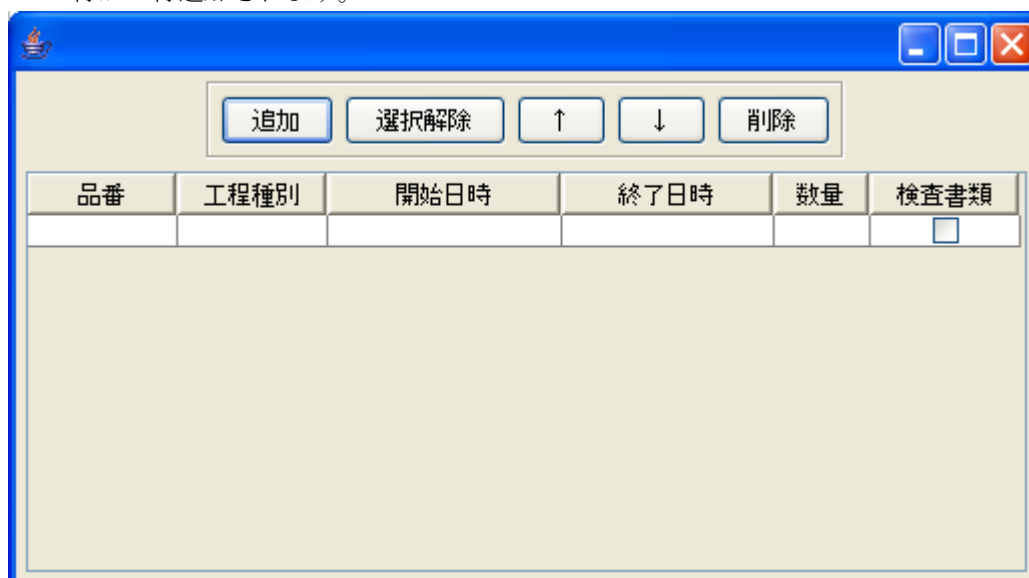 追加 選択解除 ↑ ↓ 削除
品番 工程種別 開始日時 終了日時 数量 検査書類